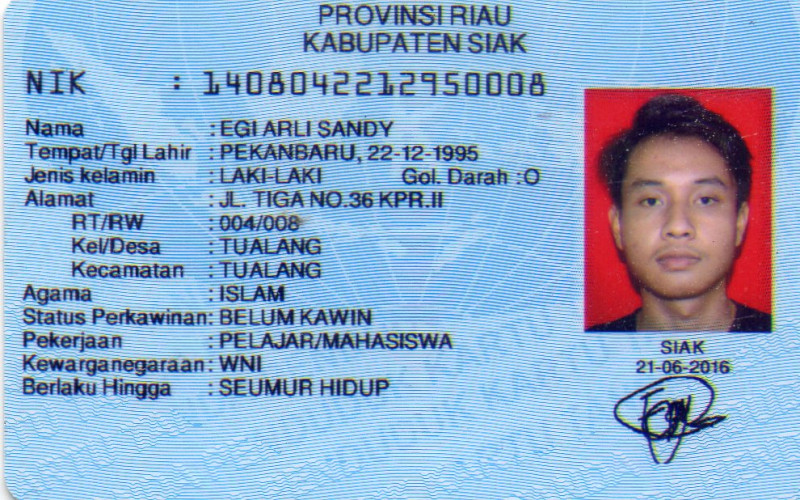 PROVINSI RIAU
KABUPATEN SIAK
NIK : 1408042212950008
Nama : EGI ARLI SANDY
Tempat/Tgl Lahir : PEKANBARU, 22-12-1995
Jenis kelamin : LAKI-LAKI Gol. Darah : O
Alamat : JL. TIGA NO.36 KPR.II
RT/RW : 004/008
Kel/Desa : TUALANG
Kecamatan : TUALANG
Agama : ISLAM
Status Perkawinan: BELUM KAWIN
Pekerjaan : PELAJAR/MAHASISWA
Kewarganegaraan: WNI
Berlaku Hingga : SEUMUR HIDUP
SIAK
21-06-2016